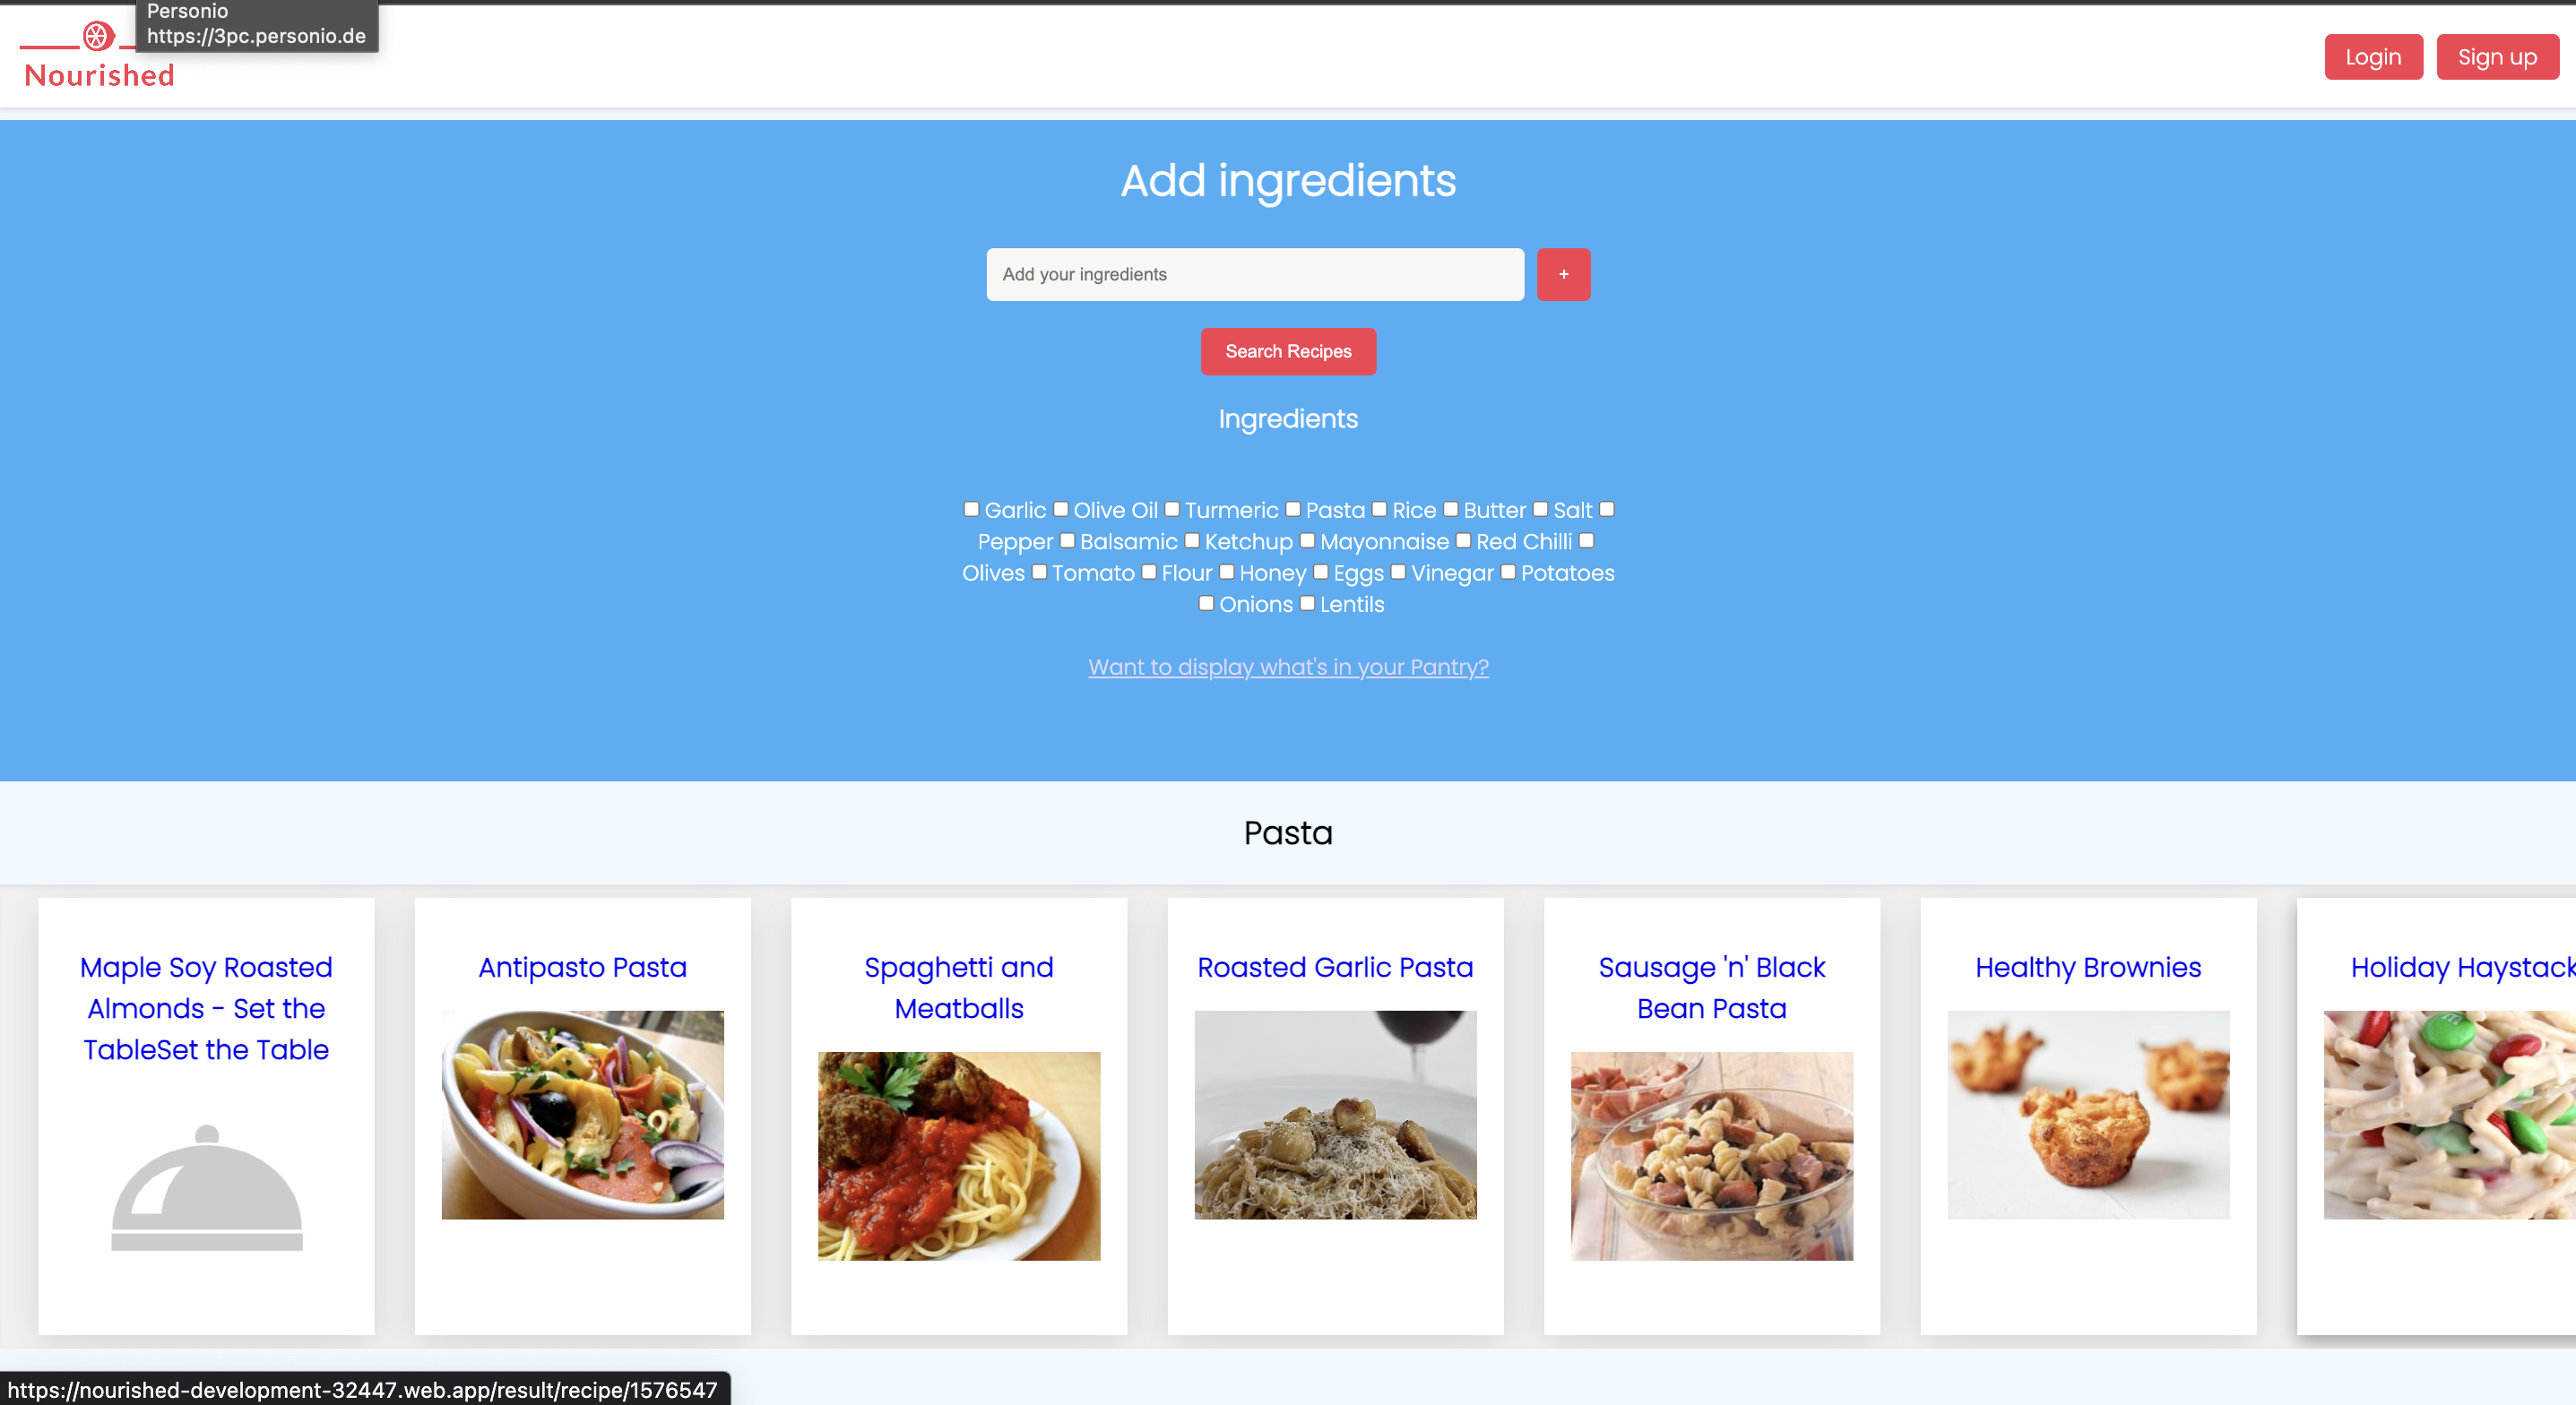 Personio
https://3pc.personio.de
Nourished
Login
Sign up
Add ingredients
Add your ingredients
+
Search Recipes
Ingredients
Garlic Olive Oil Turmeric Pasta Rice Butter Salt
Pepper Balsamic Ketchup Mayonnaise Red Chilli
Olives Tomato Flour Honey Eggs Vinegar Potatoes
Onions Lentils
Want to display what's in your Pantry?
Pasta
Maple Soy Roasted
Almonds - Set the
TableSet the Table
Antipasto Pasta
Spaghetti and
Meatballs
Roasted Garlic Pasta
Sausage 'n' Black
Bean Pasta
Healthy Brownies
Holiday Haystack
https://nourished-development-32447.web.app/result/recipe/1576547